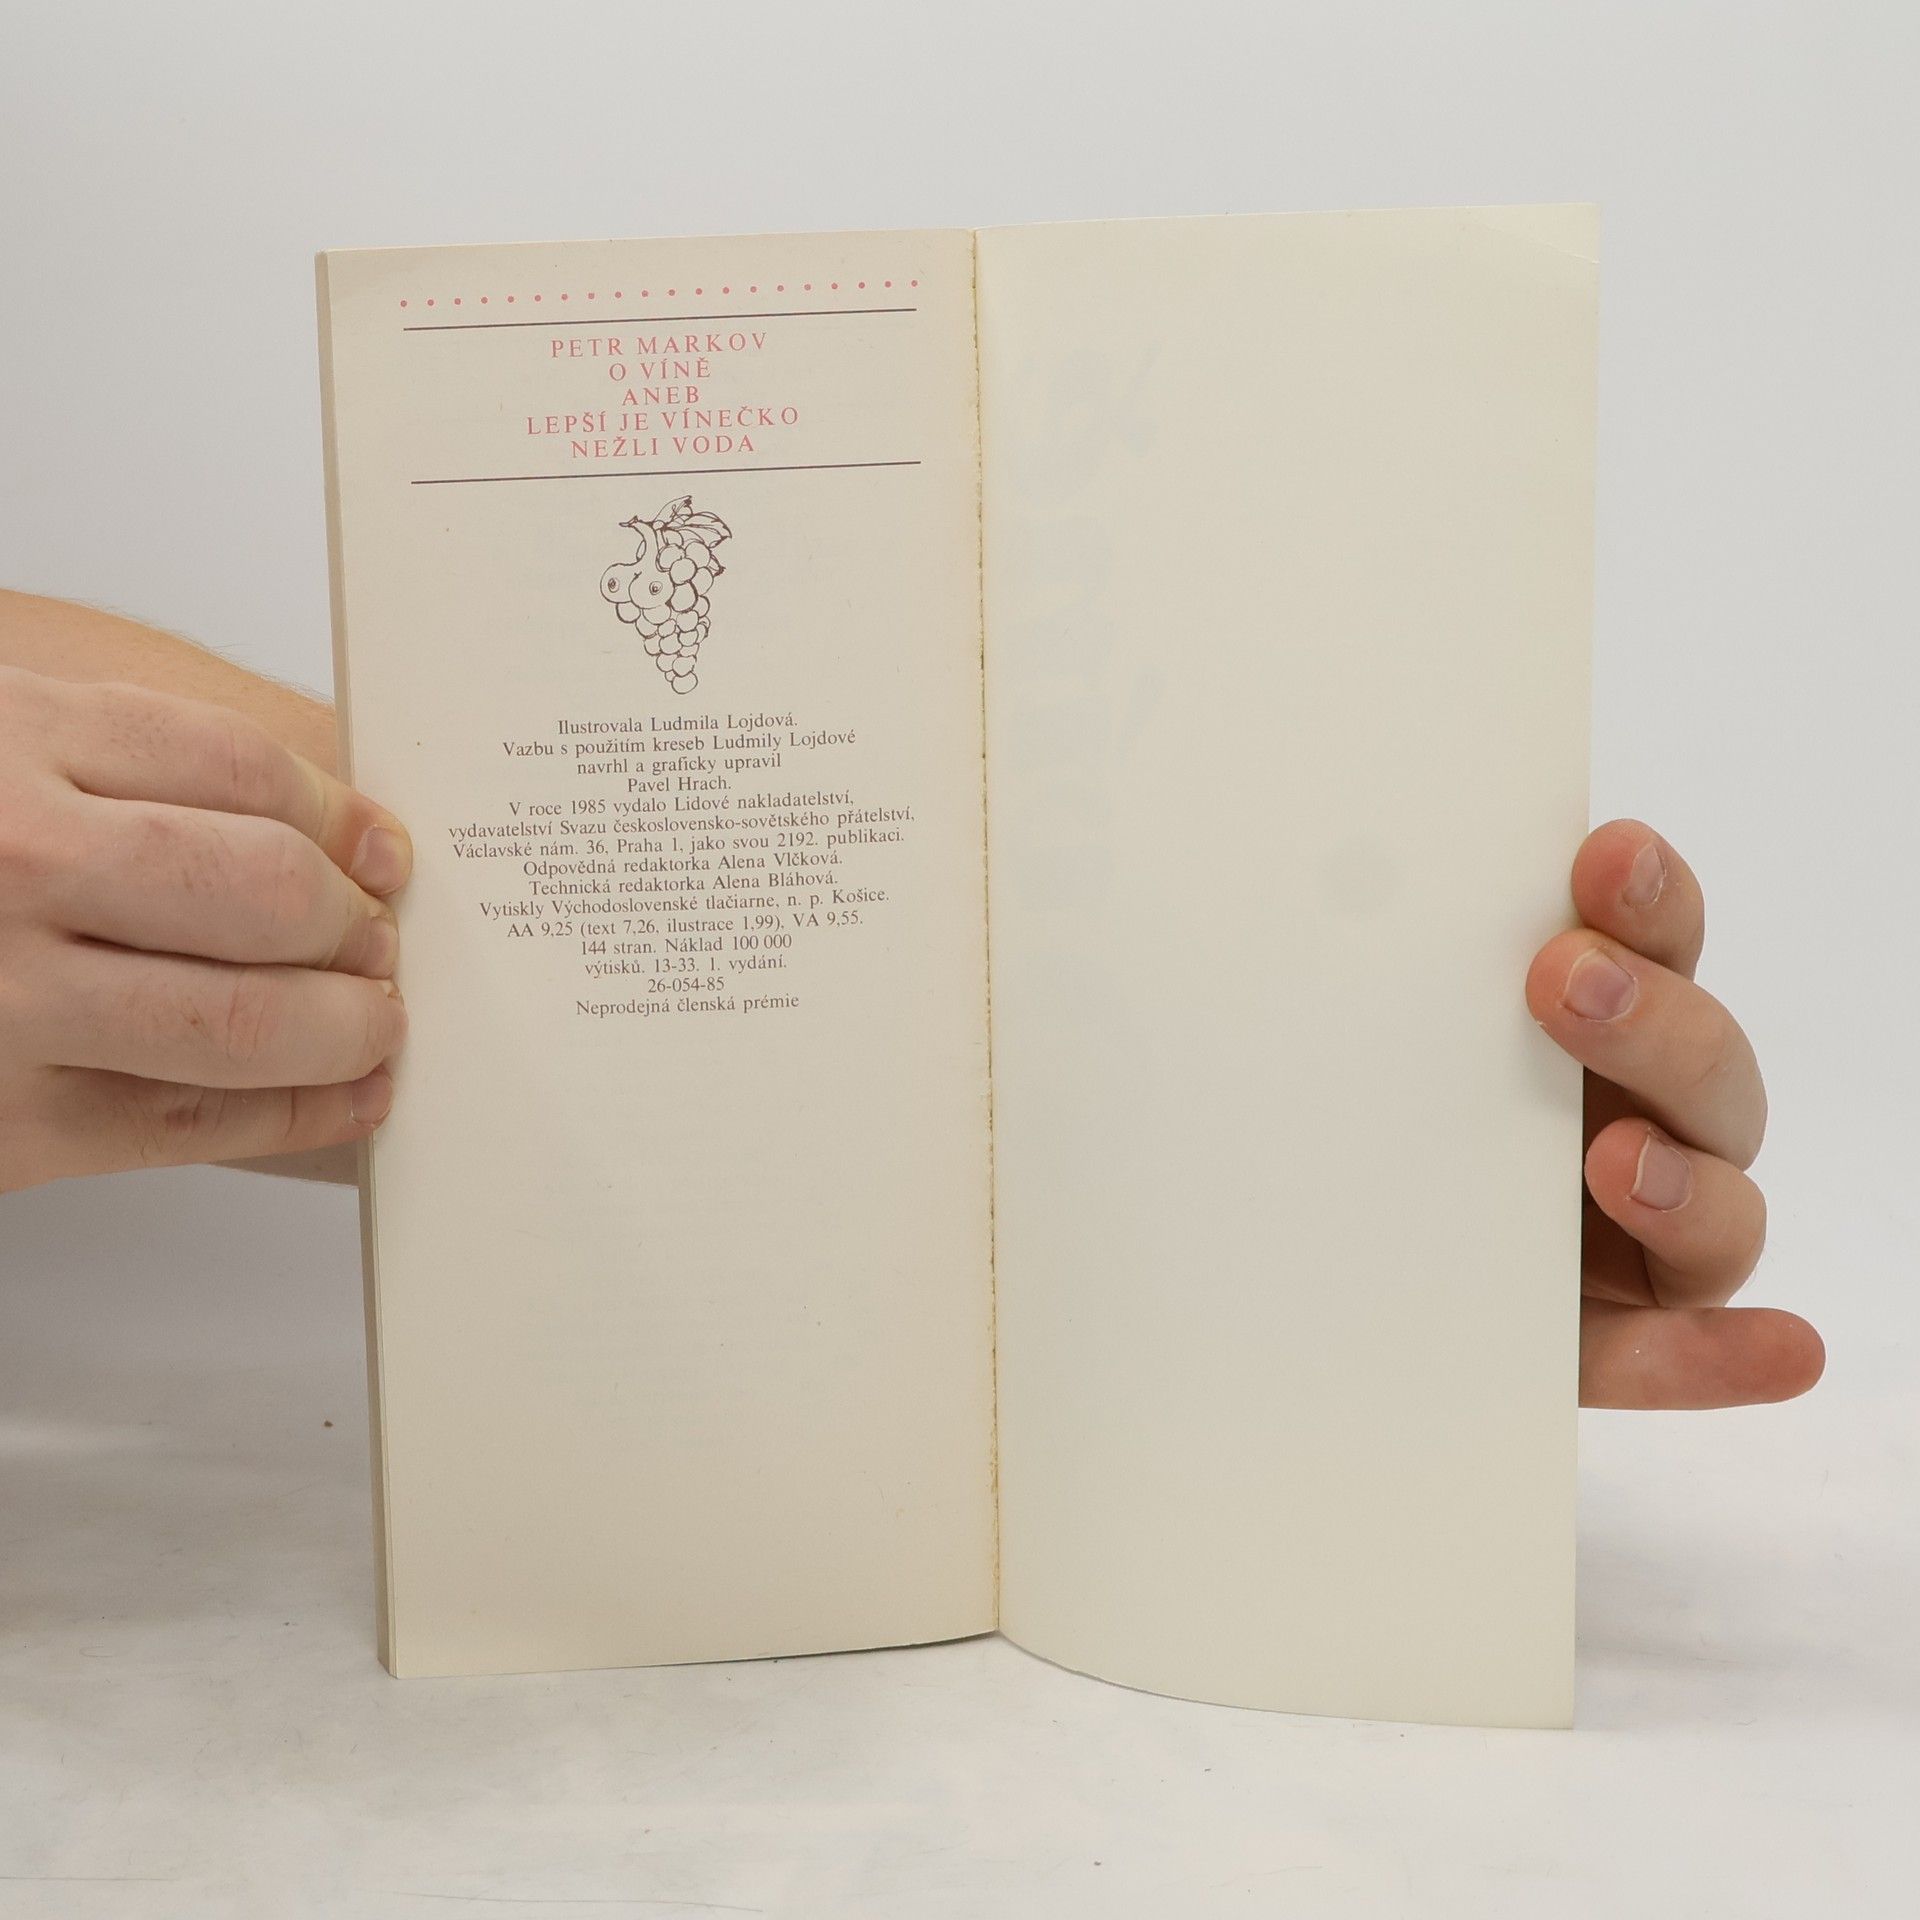 PETR MARKOV
O VÍNĚ
ANEB
LEPŠÍ JE VÍNEČKO
NEŽLI VODA
Ilustrovala Ludmila Lojdová.
Vazbu s použitím kreseb Ludmily Lojdové
navrhl a graficky upravil
Pavel Hrach.
V roce 1985 vydalo Lidové nakladatelství,
vydavatelství Svazu československo-sovětského přátelství,
Václavské nám. 36, Praha 1, jako svou 2192. publikaci.
Odpovědná redaktorka Alena Vlčková.
Technická redaktorka Alena Bláhová.
Vytiskly Východoslovenské tlačiarne, n. p. Košice.
AA 9,25 (text 7,26, ilustrace 1,99), VA 9,55.
144 stran. Náklad 100 000
výtisků. 13-33. 1. vydání.
26-054-85
Neprodejná členská prémie